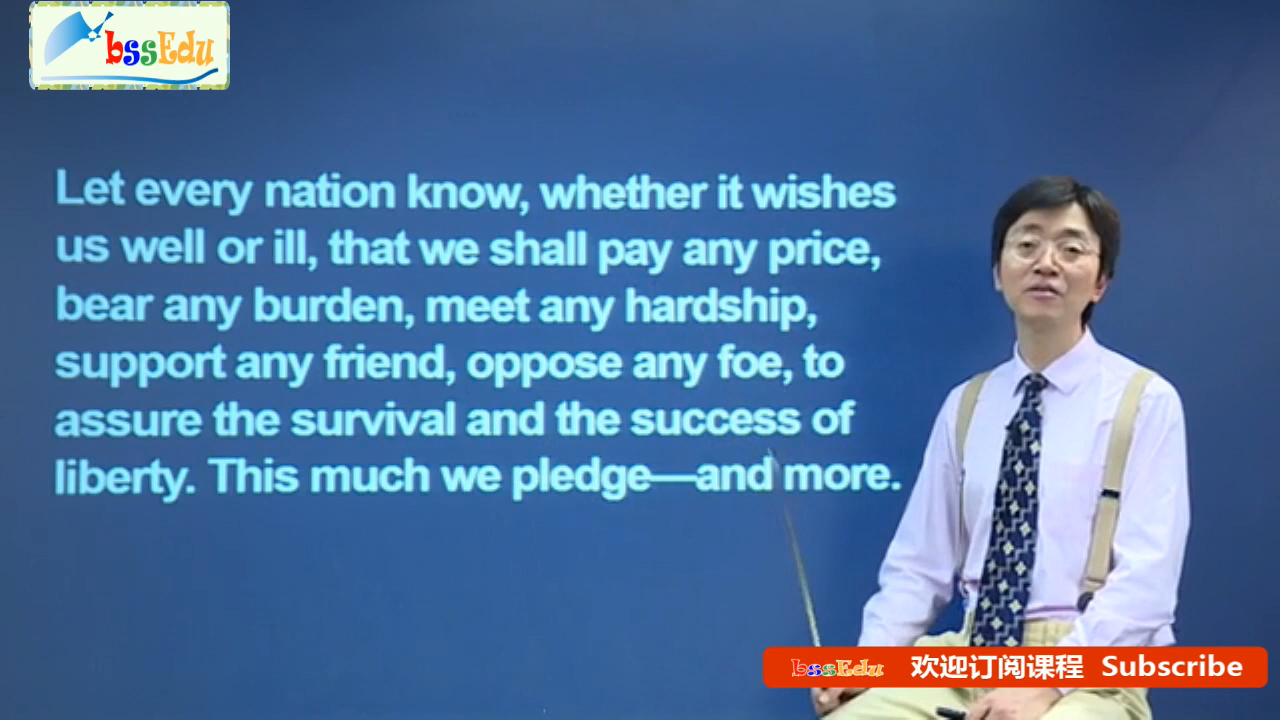 bssEdu
Let every nation know, whether it wishes
us well or ill, that we shall pay any price,
bear any burden, meet any hardship,
support any friend, oppose any foe, to
assure the survival and the success of
liberty. This much we pledge—and more.
bssEdu 欢迎订阅课程 Subscribe